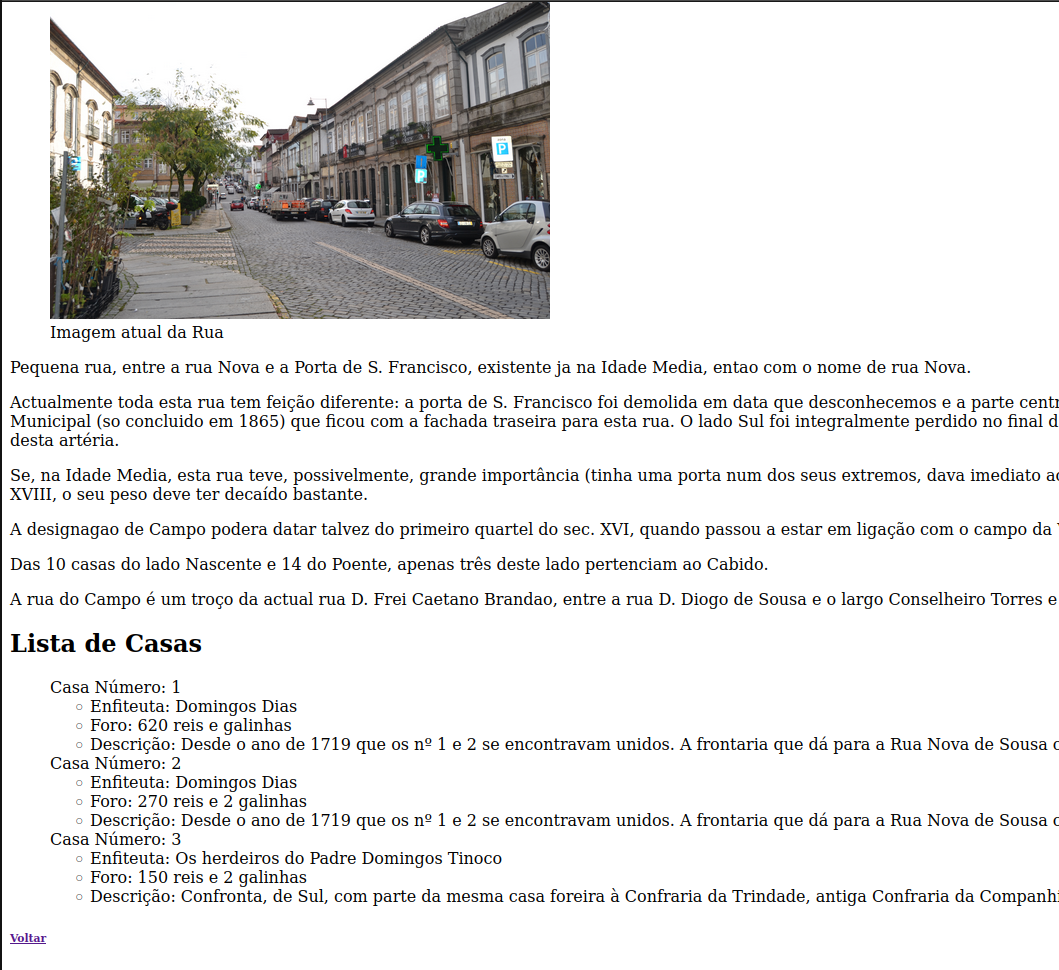 Imagem atual da Rua
Pequena rua, entre a rua Nova e a Porta de S. Francisco, existente ja na Idade Media, entao com o nome de rua Nova.
Actualmente toda esta rua tem feição diferente: a porta de S. Francisco foi demolida em data que desconhecemos e a parte
Municipal (so concluido em 1865) que ficou com a fachada traseira para esta rua. O lado Sul foi integralmente perdido no final
desta artéria.
Se, na Idade Media, esta rua teve, possivelmente, grande importância (tinha uma porta num dos seus extremos, dava imediato
XVIII, o seu peso deve ter decaído bastante.
A designagao de Campo podera datar talvez do primeiro quartel do sec. XVI, quando passou a estar em ligação com o campo da
Das 10 casas do lado Nascente e 14 do Poente, apenas três deste lado pertenciam ao Cabido.
A rua do Campo é um troço da actual rua D. Frei Caetano Brandao, entre a rua D. Diogo de Sousa e o largo Conselheiro Torres e
Lista de Casas
Casa Número: 1
◦ Enfiteuta: Domingos Dias
◦ Foro: 620 reis e galinhas
◦ Descrição: Desde o ano de 1719 que os nº 1 e 2 se encontravam unidos. A frontaria que dá para a Rua Nova de Sousa
Casa Número: 2
◦ Enfiteuta: Domingos Dias
◦ Foro: 270 reis e 2 galinhas
◦ Descrição: Desde o ano de 1719 que os nº 1 e 2 se encontravam unidos. A frontaria que dá para a Rua Nova de Sousa
Casa Número: 3
◦ Enfiteuta: Os herdeiros do Padre Domingos Tinoco
◦ Foro: 150 reis e 2 galinhas
◦ Descrição: Confronta, de Sul, com parte da mesma casa foreira à Confraria da Trindade, antiga Confraria da
Voltar